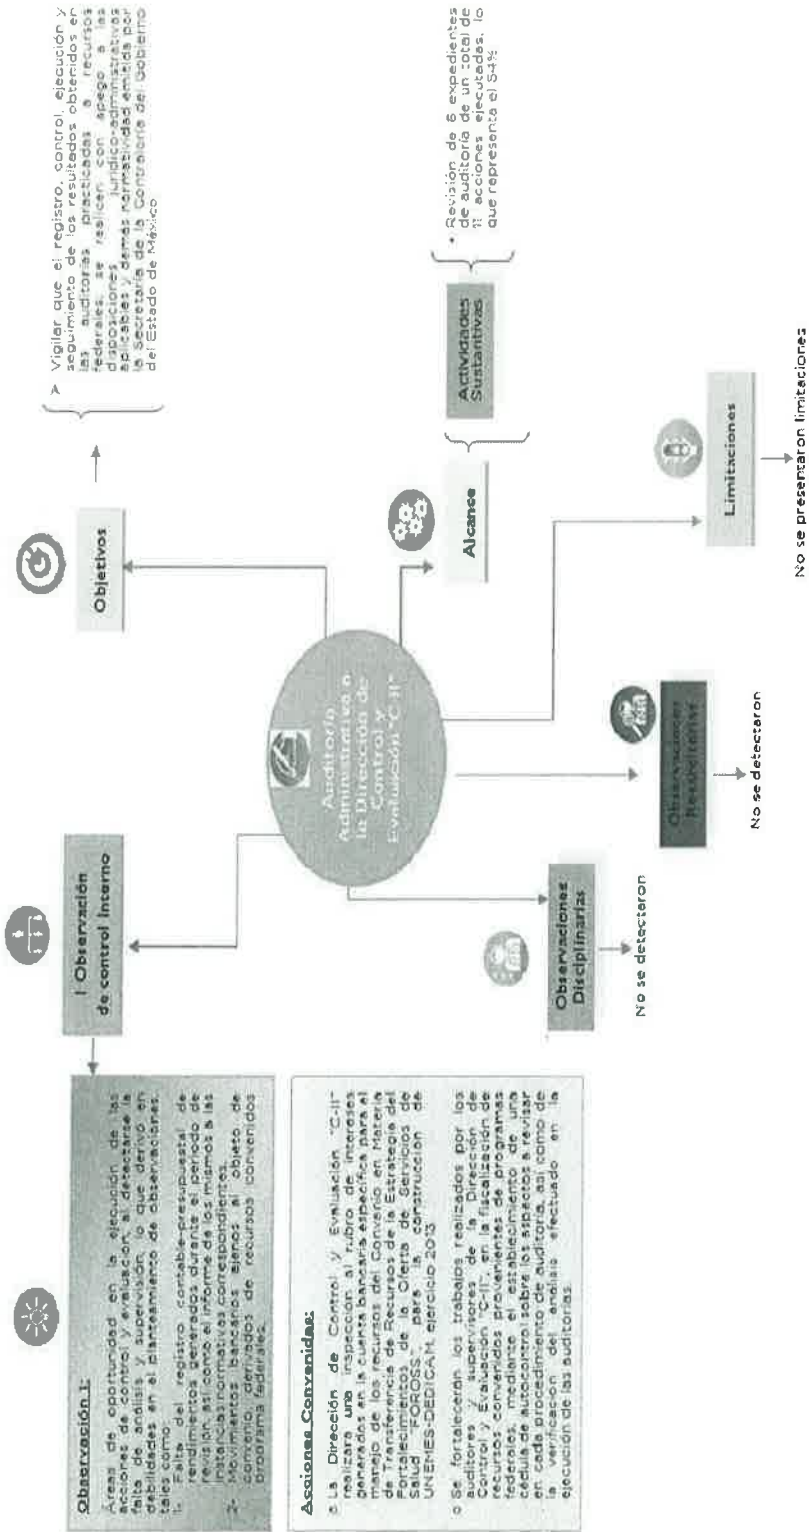 Observación 1:
Áreas de oportunidad en la ejecución de las
acciones de control y evaluación, al detectarse la
falta de análisis y supervisión, lo que derivó en
debilidades en el planteamiento de observaciones,
tales como:
1- Falta del registro contable-presupuestal de
rendimientos generados durante el período de
revisión, así como el informe de los mismos a las
instancias normativas correspondientes.
2- Movimientos bancarios ajenos al objeto de
convenio, derivados de recursos convenidos
programa federales.
Acciones Convenidas:
o La Dirección de Control y Evaluación "C-II"
realizara una inspección al rubro de intereses
generados en la cuenta bancaria específica para el
manejo de los recursos del Convenio en Materia
de Transferencia de Recursos de la Estrategia del
Fortalecimientos de la Oferta de Servicios de
Salud "FOROSS", para la construcción de
UNEMES-DEDICAM, ejercicio 2013
o Se fortalecerán los trabajos realizados por los
auditores y supervisores de la Dirección de
Control y Evaluación "C-II", en la fiscalización de
recursos convenidos provenientes de programas
federales, mediante el establecimiento de una
cédula de autocontrol sobre los aspectos a revisar
en cada procedimiento de auditoría, así como de
la verificación del análisis efectuado en la
ejecución de las auditorías.
1 Observación
de control Interno
Auditoría
Administrativa a
la Dirección de
Control y
Evaluación "C-II"
Objetivos
➢ Vigilar que el registro, control, ejecución y
seguimiento de los resultados obtenidos en
las auditorías practicadas a recursos
federales, se realicen con apego a las
disposiciones jurídico-administrativas
aplicables y demás normatividad emitida por
la Secretaría de la Contraloría del Gobierno
del Estado de México
Alcance
Actividades
Sustantivas
• Revisión de 6 expedientes
de auditoría de un total de
11 acciones ejecutadas, lo
que representa el 54%
Observaciones
Disciplinarias
No se detectaron
Observaciones
Resarcitorias
No se detectaron
Limitaciones
No se presentaron limitaciones